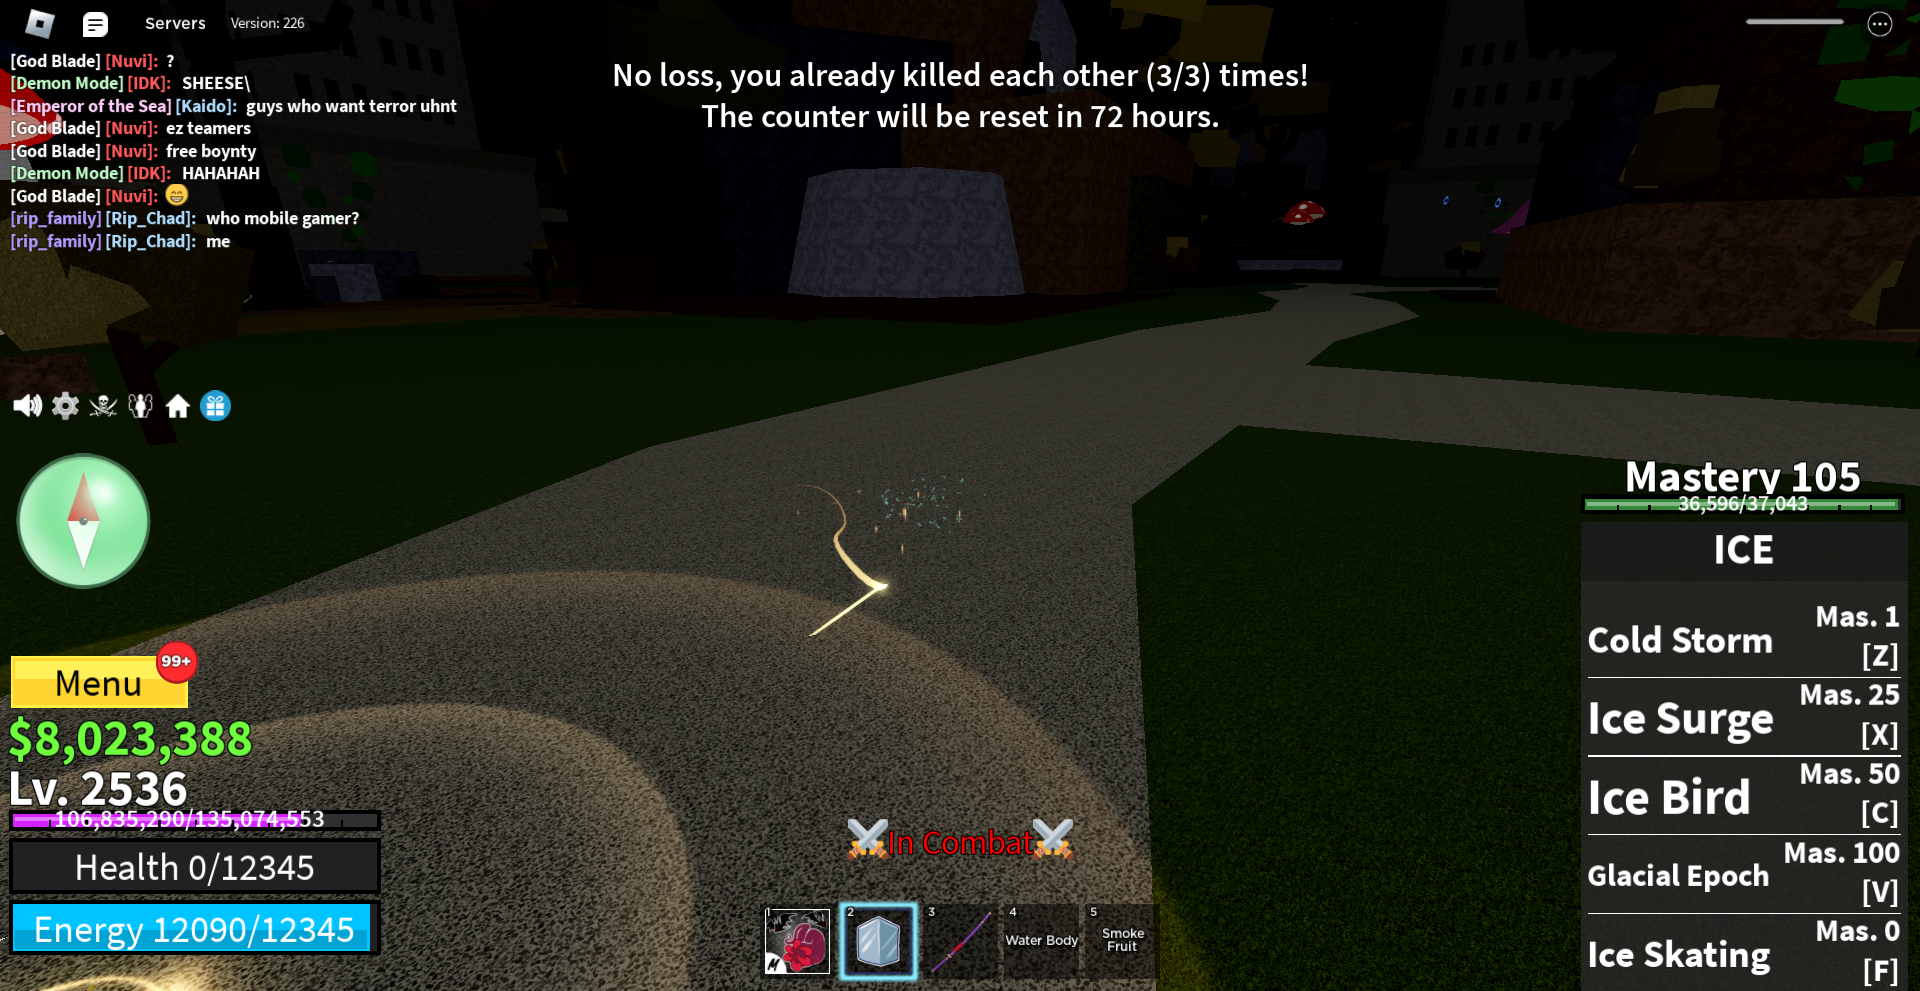 Servers
Version: 226
[God Blade] [Nuvi]: ?
[Demon Mode] [IDK]: SHEESE\
[Emperor of the Sea] [Kaido]: guys who want terror uhnt
[God Blade] [Nuvi]: ez teamers
[God Blade] [Nuvi]: free boynty
[Demon Mode] [IDK]: HAHAHAH
[God Blade] [Nuvi]: 😁
[rip_family] [Rip_Chad]: who mobile gamer?
[rip_family] [Rip_Chad]: me
No loss, you already killed each other (3/3) times!
The counter will be reset in 72 hours.
99+
Menu
$8,023,388
Lv. 2536
106,835,290/135,074,553
Health 0/12345
Energy 12090/12345
In Combat
1
2
3
4
Water Body
5
Smoke
Fruit
Mastery 105
36,596/37,043
ICE
Cold Storm
Mas. 1
[Z]
Ice Surge
Mas. 25
[X]
Ice Bird
Mas. 50
[C]
Glacial Epoch
Mas. 100
[V]
Ice Skating
Mas. 0
[F]